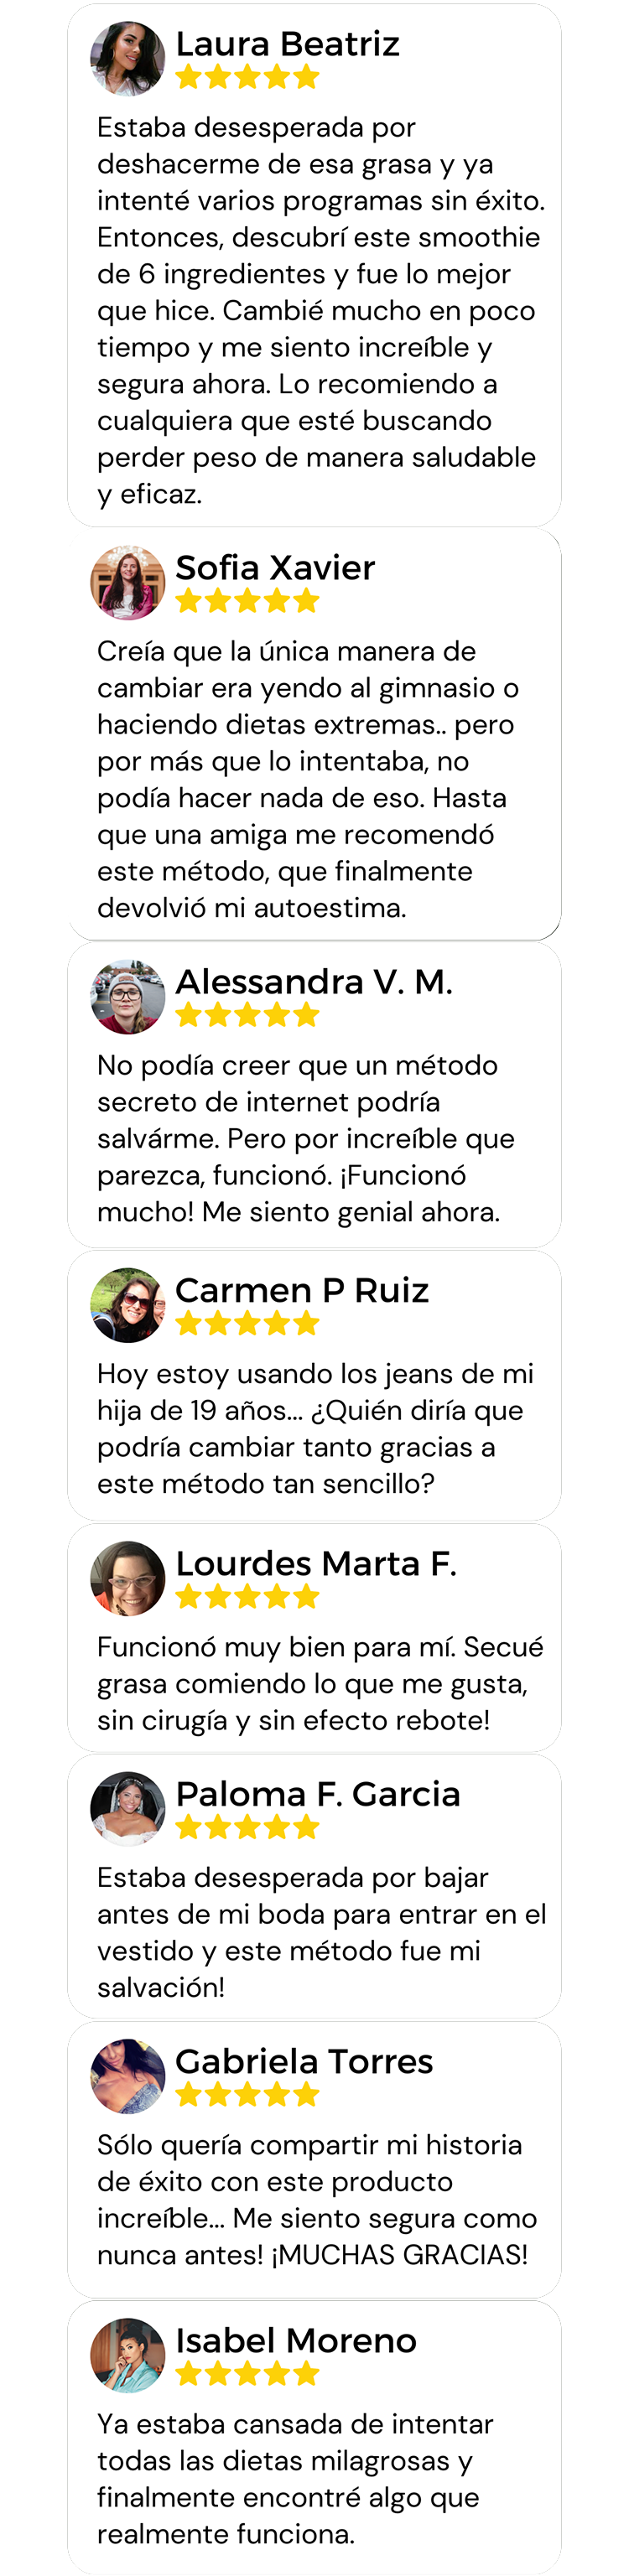 Laura Beatriz
Estaba desesperada por
deshacerme de esa grasa y ya
intenté varios programas sin éxito.
Entonces, descubrí este smoothie
de 6 ingredientes y fue lo mejor
que hice. Cambié mucho en poco
tiempo y me siento increíble y
segura ahora. Lo recomiendo a
cualquiera que esté buscando
perder peso de manera saludable
y eficaz.
Sofia Xavier
Creía que la única manera de
cambiar era yendo al gimnasio o
haciendo dietas extremas.. pero
por más que lo intentaba, no
podía hacer nada de eso. Hasta
que una amiga me recomendó
este método, que finalmente
devolvió mi autoestima.
Alessandra V. M.
No podía creer que un método
secreto de internet podría
salvárme. Pero por increíble que
parezca, funcionó. ¡Funcionó
mucho! Me siento genial ahora.
Carmen P Ruiz
Hoy estoy usando los jeans de mi
hija de 19 años... ¿Quién diría que
podría cambiar tanto gracias a
este método tan sencillo?
Lourdes Marta F.
Funcionó muy bien para mí. Secué
grasa comiendo lo que me gusta,
sin cirugía y sin efecto rebote!
Paloma F. Garcia
Estaba desesperada por bajar
antes de mi boda para entrar en el
vestido y este método fue mi
salvación!
Gabriela Torres
Sólo quería compartir mi historia
de éxito con este producto
increíble... Me siento segura como
nunca antes! ¡MUCHAS GRACIAS!
Isabel Moreno
Ya estaba cansada de intentar
todas las dietas milagrosas y
finalmente encontré algo que
realmente funciona.